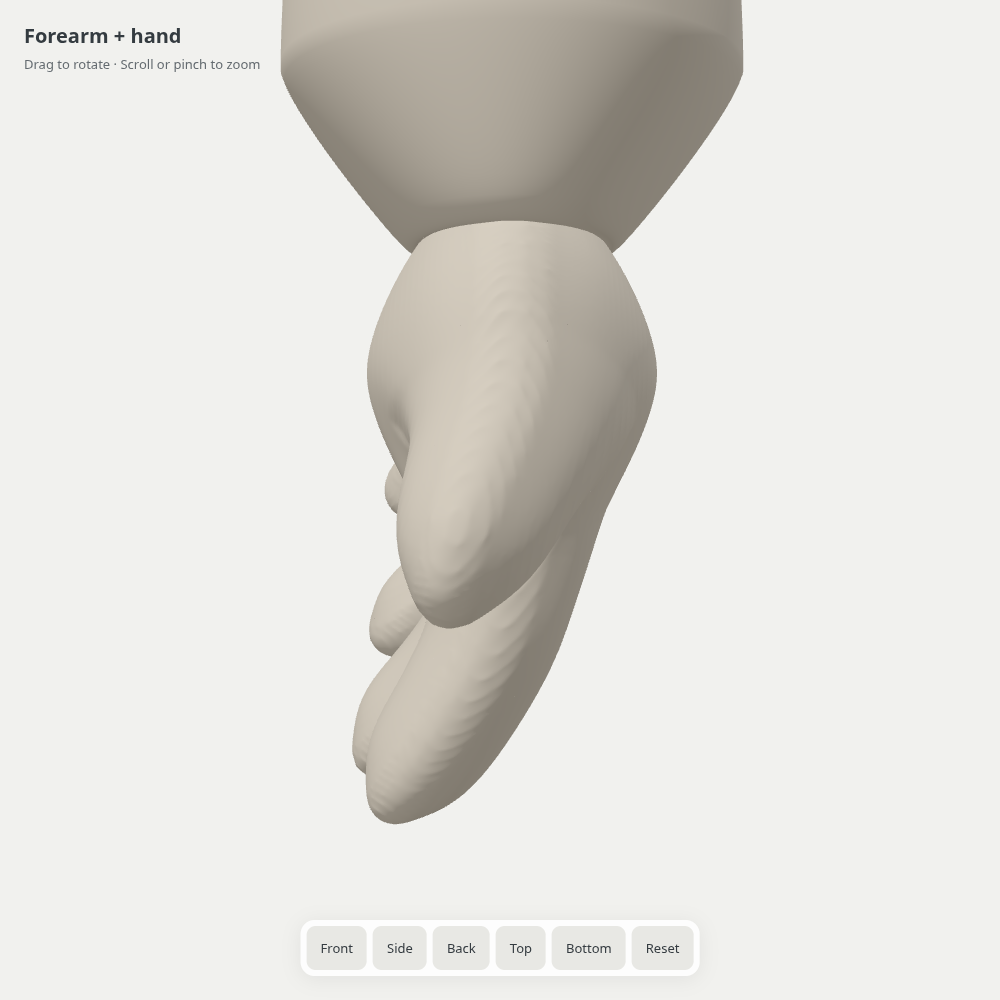 Forearm + hand
Drag to rotate · Scroll or pinch to zoom
Front Side Back Top Bottom Reset